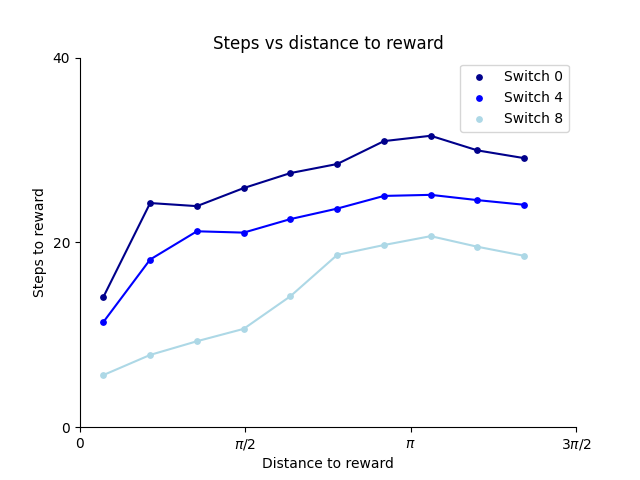 Steps vs distance to reward
40
Switch 0
Switch 4
Switch 8
20
Steps to reward
0
0 π/2 π 3π/2
Distance to reward